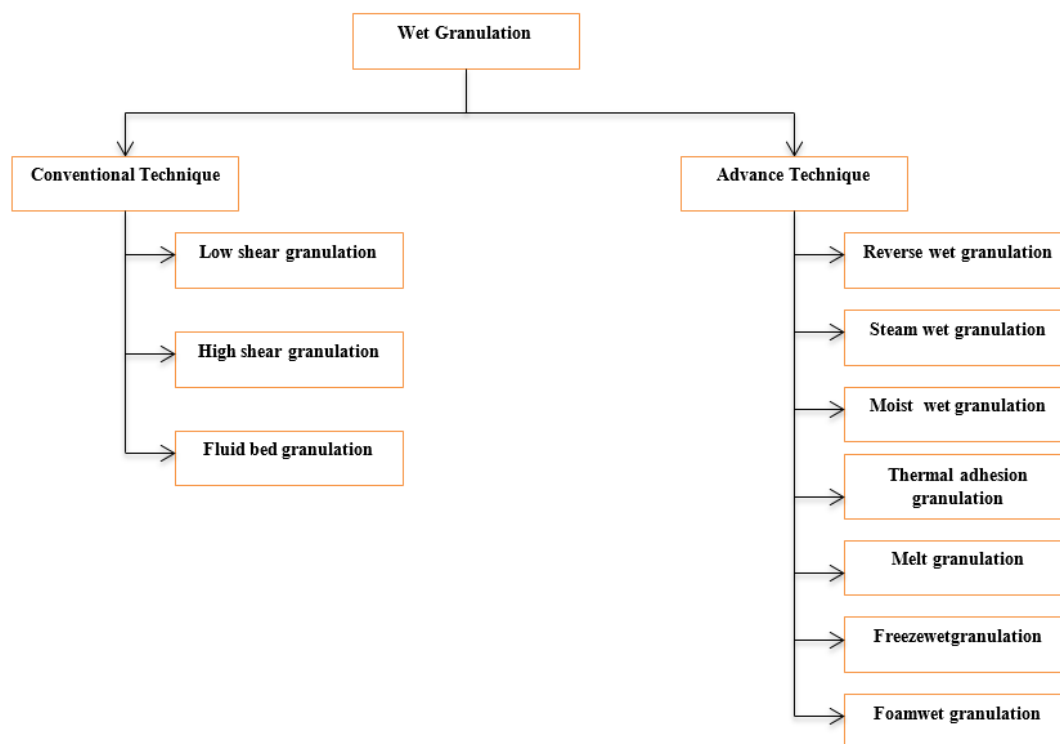 Wet Granulation
Conventional Technique
Low shear granulation
High shear granulation
Fluid bed granulation
Advance Technique
Reverse wet granulation
Steam wet granulation
Moist wet granulation
Thermal adhesion
granulation
Melt granulation
Freezewetgranulation
Foamwet granulation